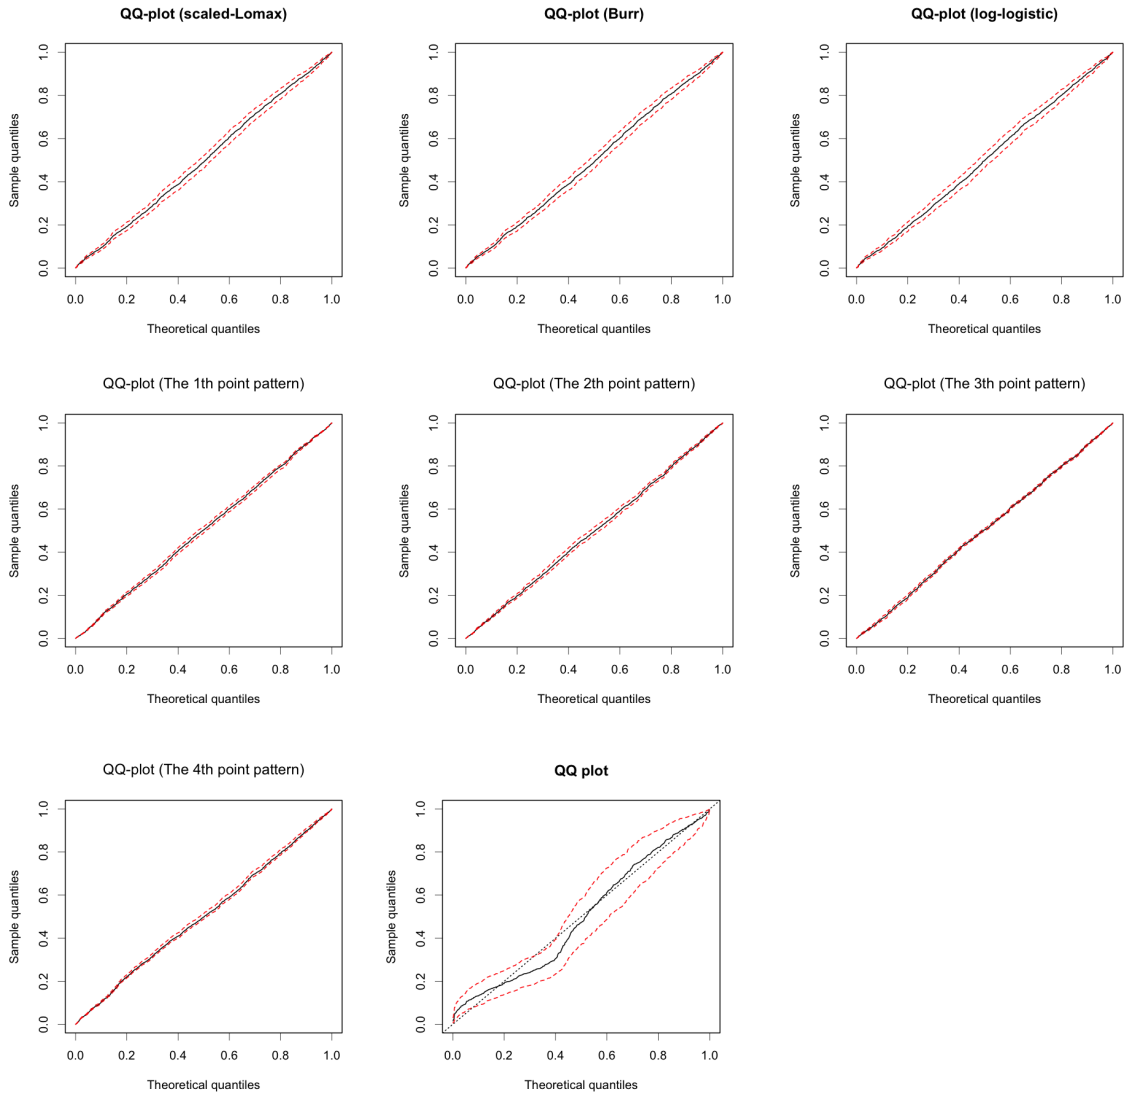 QQ-plot (scaled-Lomax)
QQ-plot (Burr)
QQ-plot (log-logistic)
Sample quantiles
0.0 0.2 0.4 0.6 0.8 1.0
0.0 0.2 0.4 0.6 0.8 1.0
Theoretical quantiles
Sample quantiles
0.0 0.2 0.4 0.6 0.8 1.0
0.0 0.2 0.4 0.6 0.8 1.0
Theoretical quantiles
Sample quantiles
0.0 0.2 0.4 0.6 0.8 1.0
0.0 0.2 0.4 0.6 0.8 1.0
Theoretical quantiles
QQ-plot (The 1th point pattern)
QQ-plot (The 2th point pattern)
QQ-plot (The 3th point pattern)
Sample quantiles
0.0 0.2 0.4 0.6 0.8 1.0
0.0 0.2 0.4 0.6 0.8 1.0
Theoretical quantiles
Sample quantiles
0.0 0.2 0.4 0.6 0.8 1.0
0.0 0.2 0.4 0.6 0.8 1.0
Theoretical quantiles
Sample quantiles
0.0 0.2 0.4 0.6 0.8 1.0
0.0 0.2 0.4 0.6 0.8 1.0
Theoretical quantiles
QQ-plot (The 4th point pattern)
QQ plot
Sample quantiles
0.0 0.2 0.4 0.6 0.8 1.0
0.0 0.2 0.4 0.6 0.8 1.0
Theoretical quantiles
Sample quantiles
0.0 0.2 0.4 0.6 0.8 1.0
0.0 0.2 0.4 0.6 0.8 1.0
Theoretical quantiles